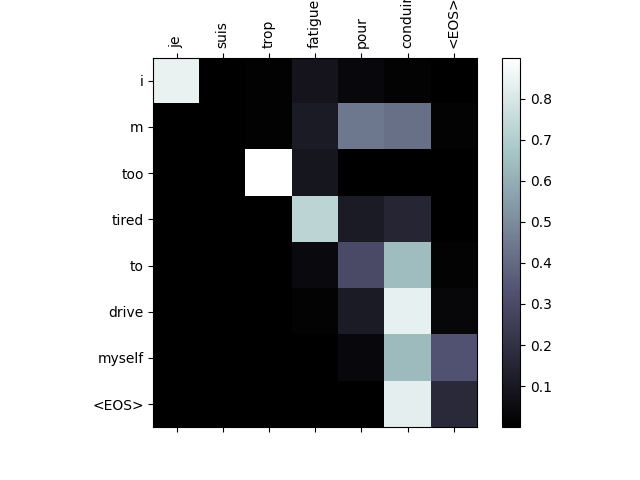 je
suis
trop
fatigue
pour
conduir
<EOS>
i
m
too
tired
to
drive
myself
<EOS>
0.8
0.7
0.6
0.5
0.4
0.3
0.2
0.1